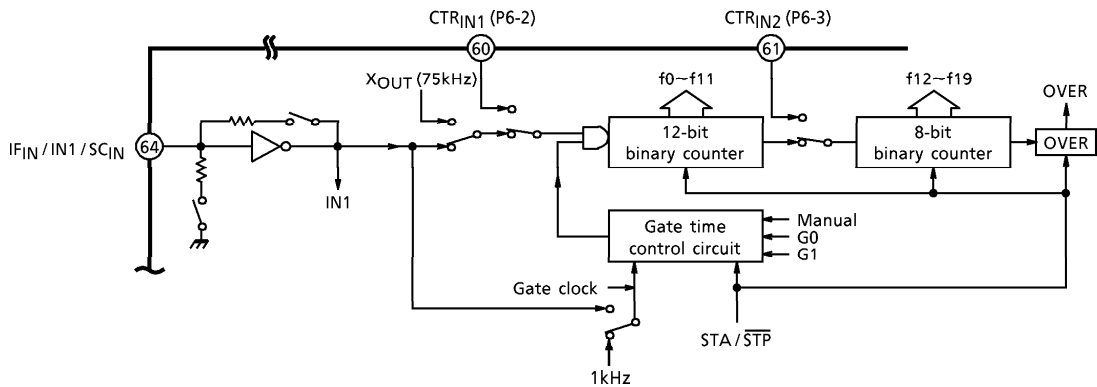 CTRIN1 (P6-2)
CTRIN2 (P6-3)
60
61
XOUT (75kHz)
f0~f11
f12~f19
OVER
IFIN / IN1 / SCIN
64
12-bit
binary counter
8-bit
binary counter
OVER
IN1
Gate time
control circuit
Manual
G0
G1
Gate clock
STA / STP
1kHz